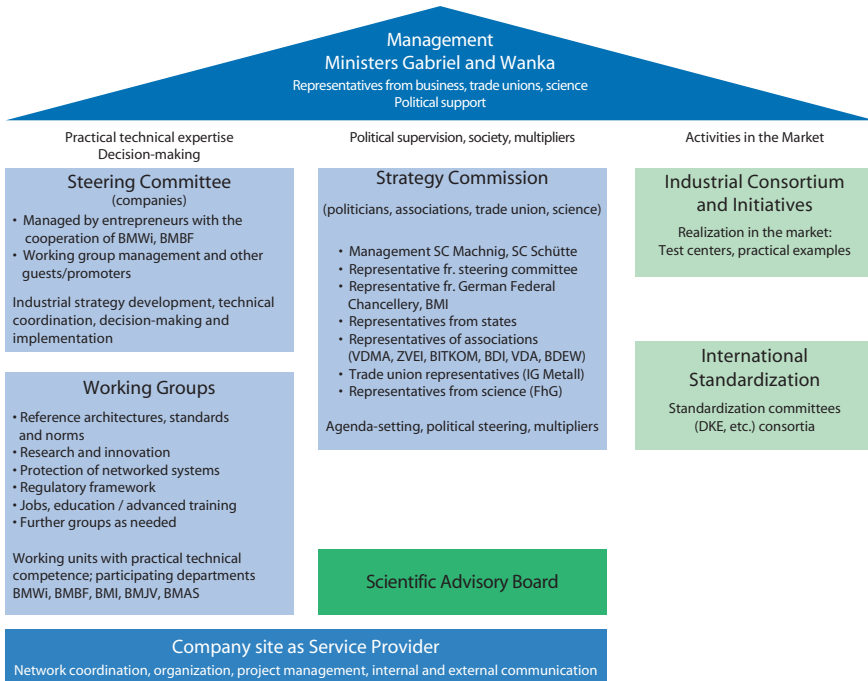 Management
Ministers Gabriel and Wanka
Representatives from business, trade unions, science
Political support
Practical technical expertise
Decision-making
Steering Committee
(companies)
• Managed by entrepreneurs with the
cooperation of BMWi, BMBF
• Working group management and other
guests/promoters
Industrial strategy development, technical
coordination, decision-making and
implementation
Working Groups
• Reference architectures, standards
and norms
• Research and innovation
• Protection of networked systems
• Regulatory framework
• Jobs, education / advanced training
• Further groups as needed
Working units with practical technical
competence; participating departments
BMWi, BMBF, BMI, BMJV, BMAS
Political supervision, society, multipliers
Strategy Commission
(politicians, associations, trade union, science)
• Management SC Machnig, SC Schütte
• Representative fr. steering committee
• Representative fr. German Federal
Chancellery, BMI
• Representatives from states
• Representatives of associations
(VDMA, ZVEI, BITKOM, BDI, VDA, BDEW)
• Trade union representatives (IG Metall)
• Representatives from science (FhG)
Agenda-setting, political steering, multipliers
Scientific Advisory Board
Activities in the Market
Industrial Consortium
and Initiatives
Realization in the market:
Test centers, practical examples
International
Standardization
Standardization committees
(DKE, etc.) consortia
Company site as Service Provider
Network coordination, organization, project management, internal and external communication